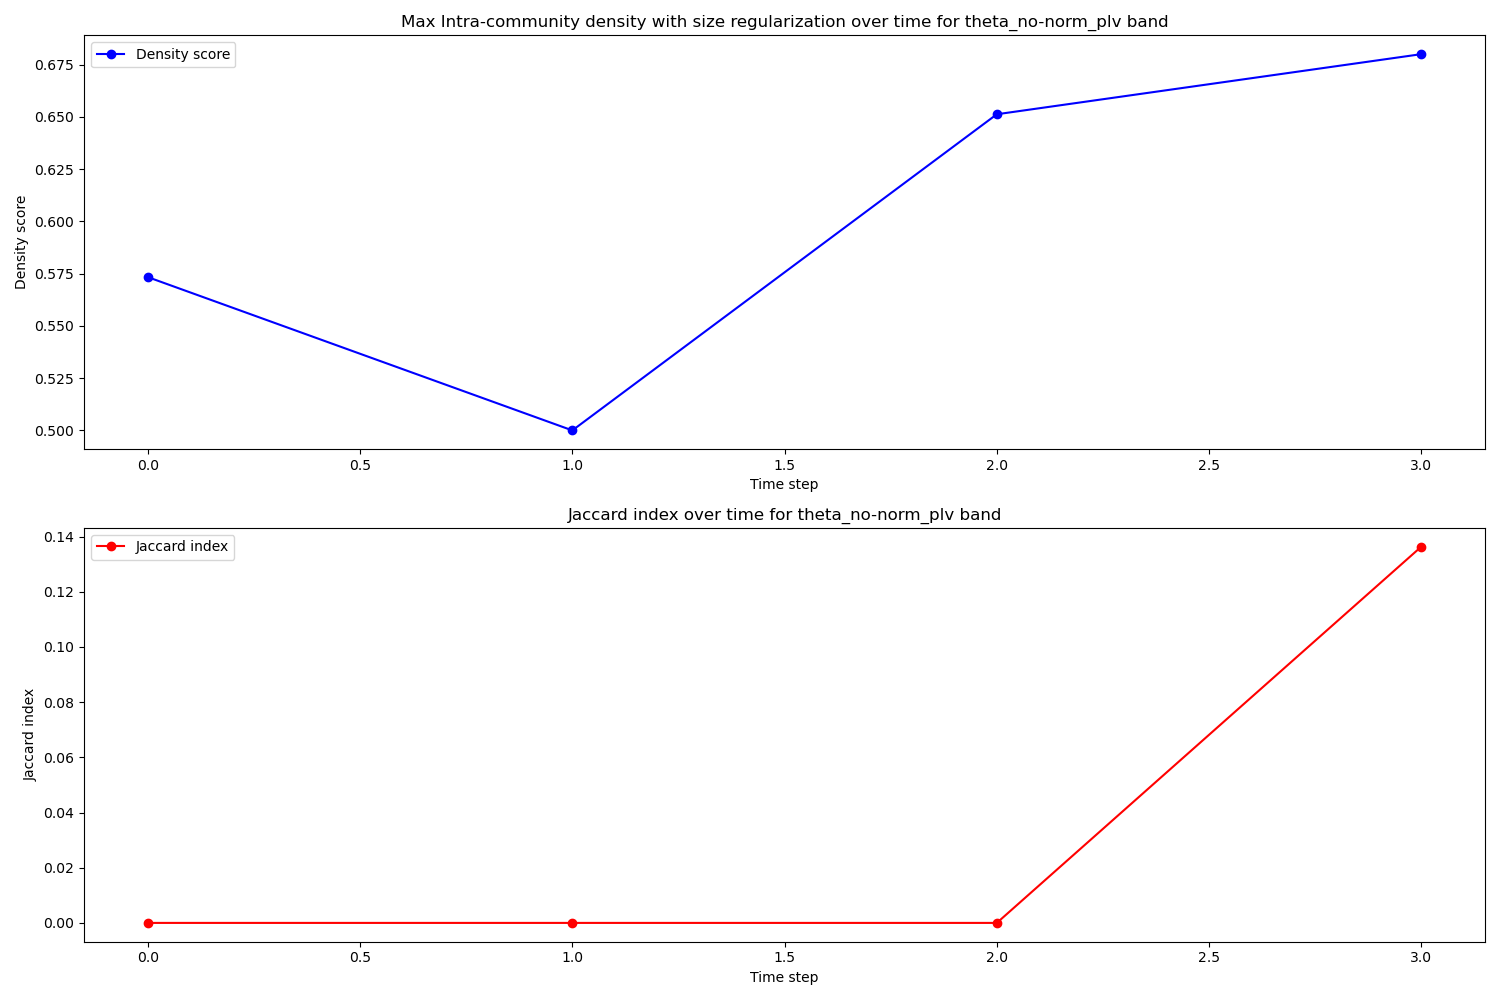 Max Intra-community density with size regularization over time for theta_no-norm_plv band
Density score
0.675
0.650
0.625
0.600
0.575
0.550
0.525
0.500
Density score
0.0 0.5 1.0 1.5 2.0 2.5 3.0
Time step
Jaccard index over time for theta_no-norm_plv band
Jaccard index
0.14
0.12
0.10
0.08
0.06
0.04
0.02
0.00
Jaccard index
0.0 0.5 1.0 1.5 2.0 2.5 3.0
Time step